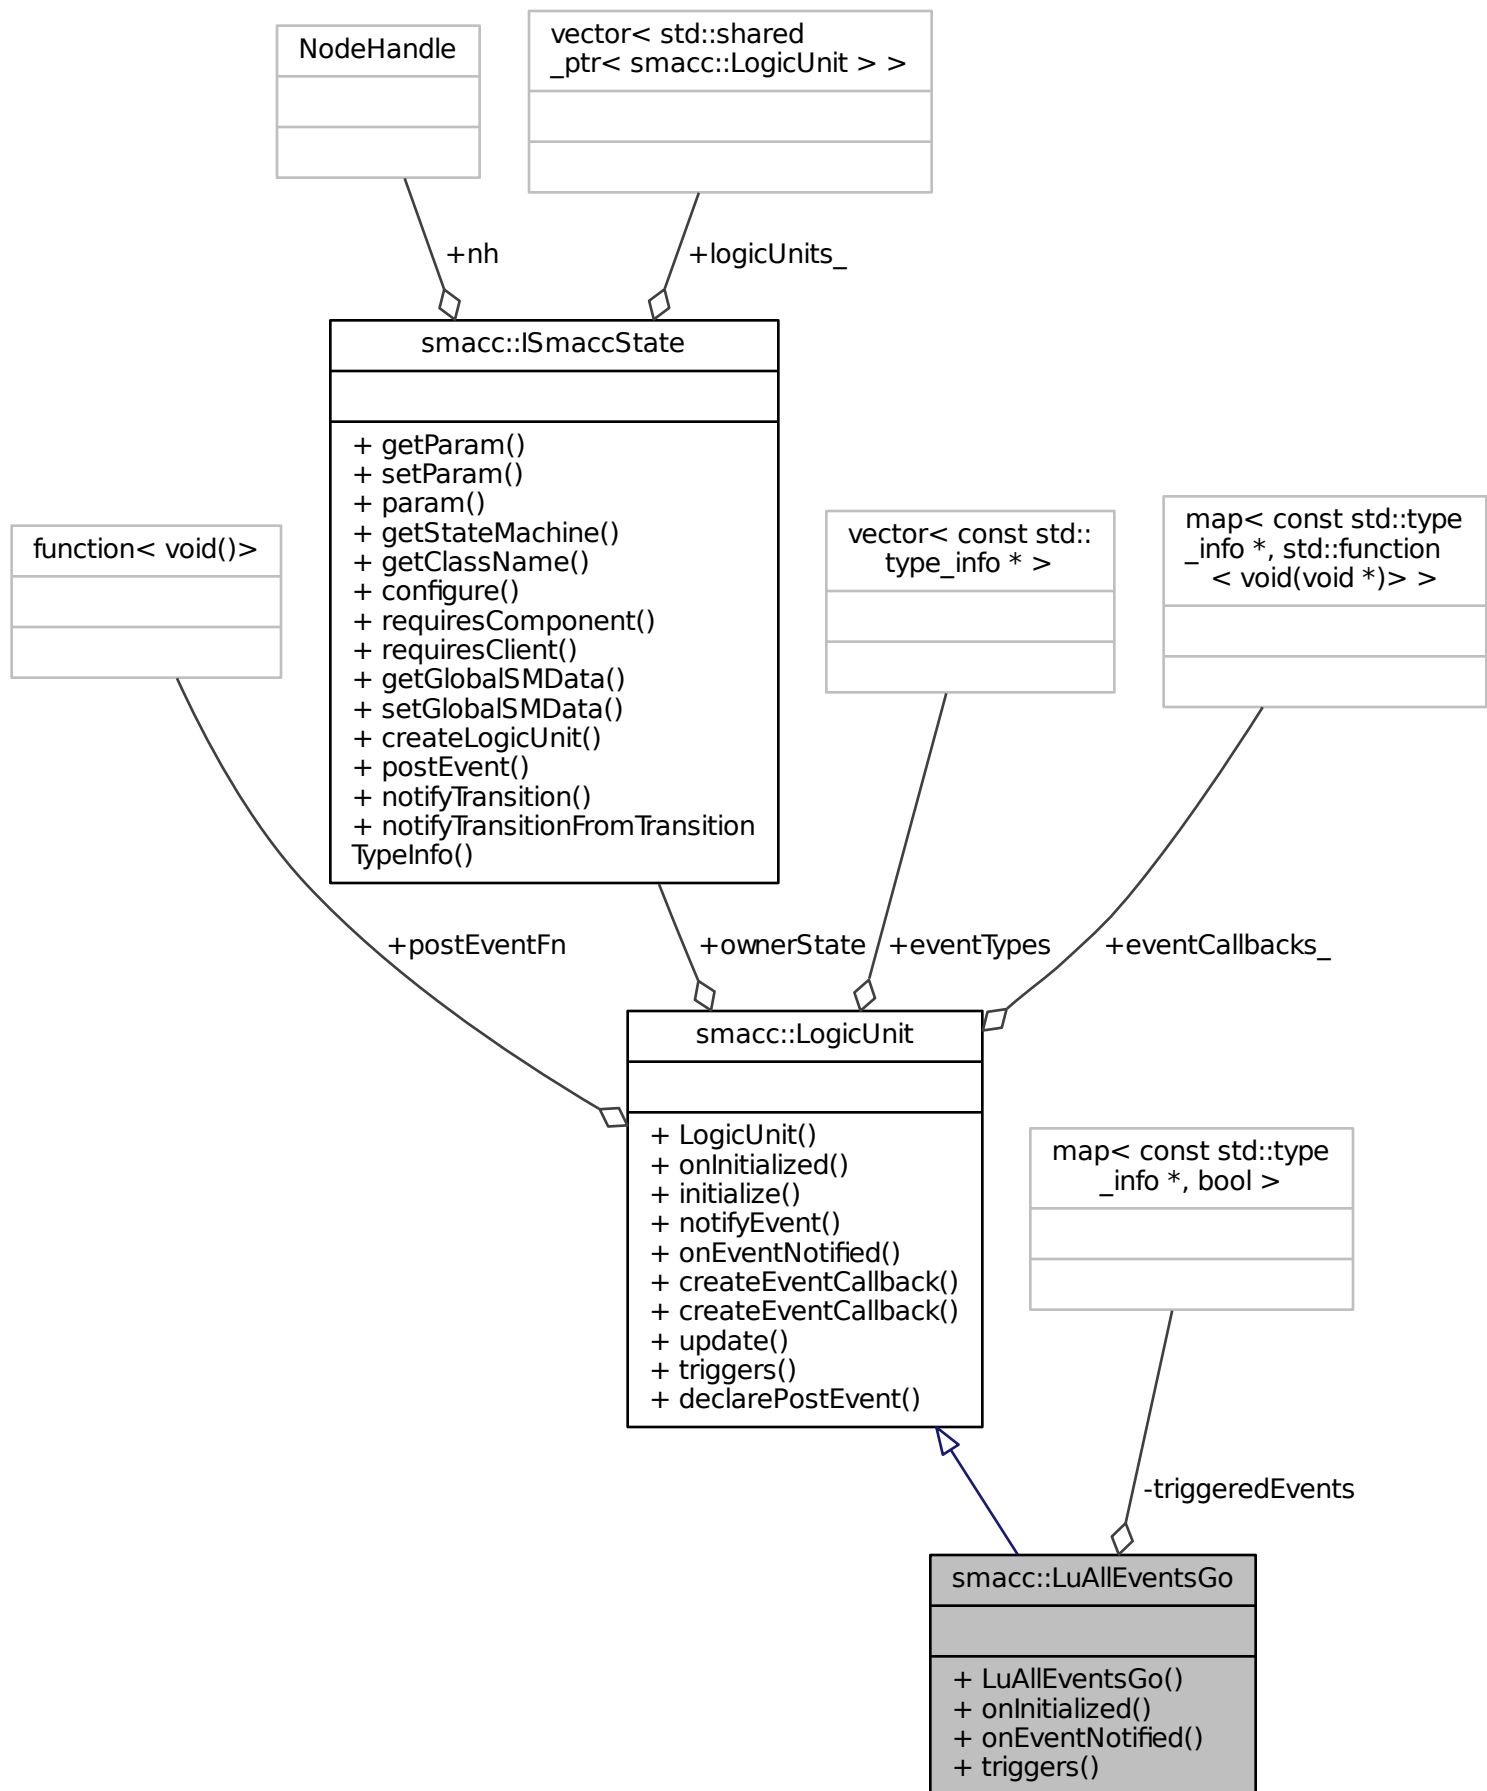 NodeHandle
vector< std::shared
_ptr< smacc::LogicUnit > >
+nh
+logicUnits_
smacc::ISmaccState
+ getParam()
+ setParam()
+ param()
+ getStateMachine()
+ getClassName()
+ configure()
+ requiresComponent()
+ requiresClient()
+ getGlobalSMData()
+ setGlobalSMData()
+ createLogicUnit()
+ postEvent()
+ notifyTransition()
+ notifyTransitionFromTransition
TypeInfo()
function< void()>
vector< const std::
type_info * >
map< const std::type
_info *, std::function
< void(void *)> >
+postEventFn
+ownerState
+eventTypes
+eventCallbacks_
smacc::LogicUnit
+ LogicUnit()
+ onInitialized()
+ initialize()
+ notifyEvent()
+ onEventNotified()
+ createEventCallback()
+ createEventCallback()
+ update()
+ triggers()
+ declarePostEvent()
map< const std::type
_info *, bool >
-triggeredEvents
smacc::LuAllEventsGo
+ LuAllEventsGo()
+ onInitialized()
+ onEventNotified()
+ triggers()